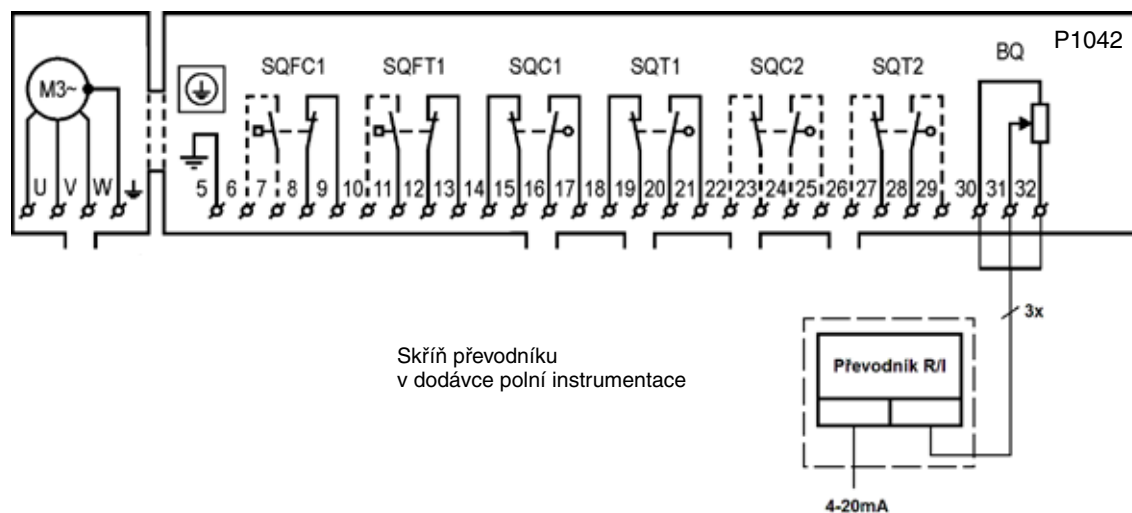 P1042
SQFC1 SQFT1 SQC1 SQT1 SQC2 SQT2 BQ
M3~
U V W 5 6 7 8 9 10 11 12 13 14 15 16 17 18 19 20 21 22 23 24 25 26 27 28 29 30 31 32
3x
Skříň převodníku
v dodávce polní instrumentace
Převodník R/I
4-20mA